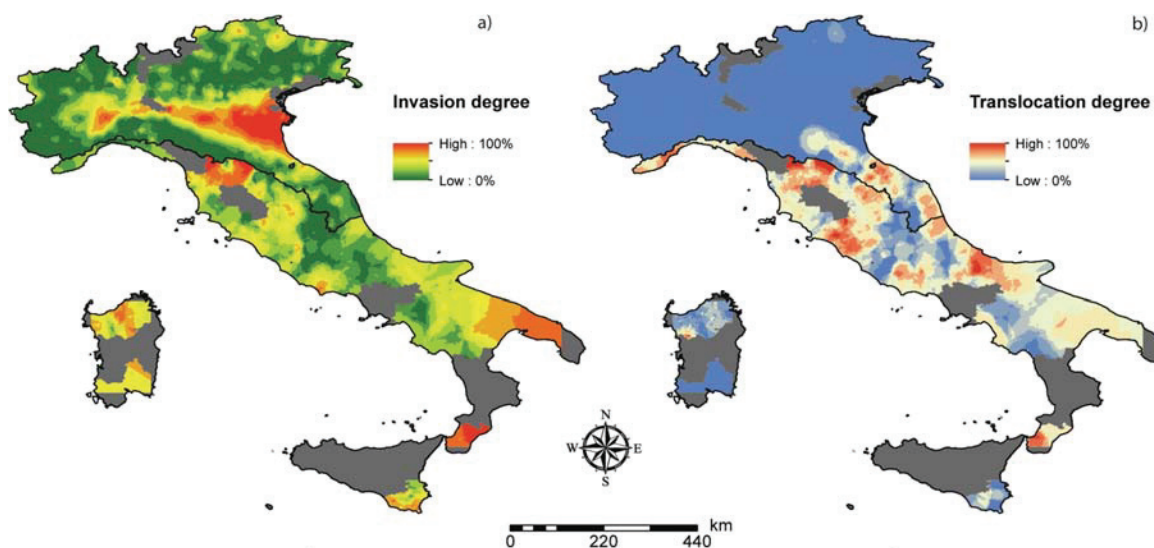 a)
Invasion degree
High : 100%
Low : 0%
b)
Translocation degree
High : 100%
Low : 0%
N
W E
S
km
0 220 440